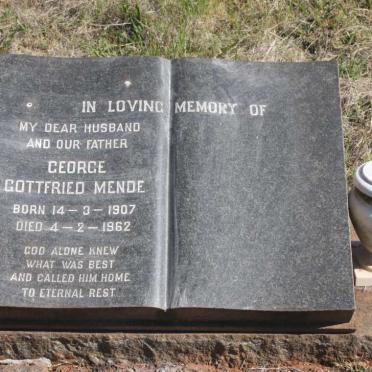 IN LOVING MEMORY OF
MY DEAR HUSBAND
AND OUR FATHER
GEORGE
GOTTFRIED MENDE
BORN 14-3-1907
DIED 4-2-1962
GOD ALONE KNEW
WHAT WAS BEST
AND CALLED HIM HOME
TO ETERNAL REST